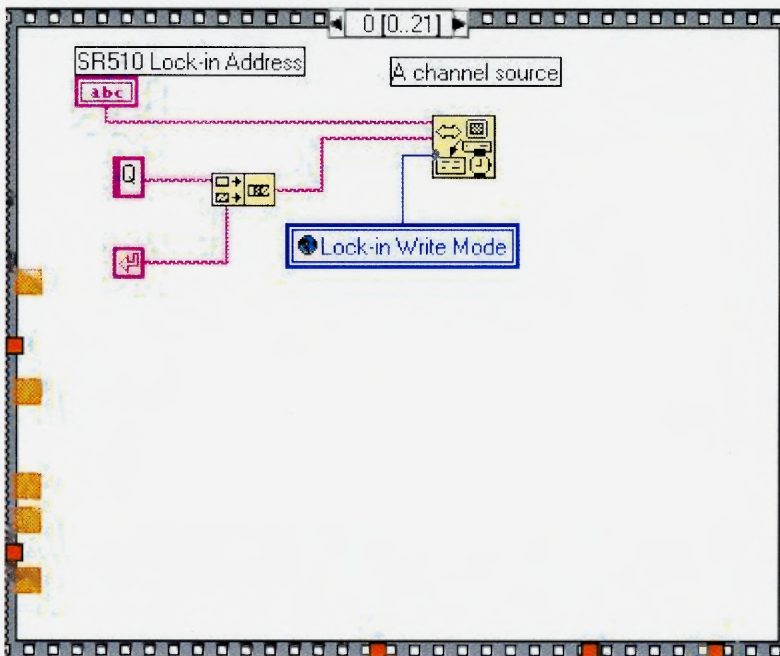 0 [0..21]
SR510 Lock-in Address
A channel source
abc
Q
Lock-in Write Mode